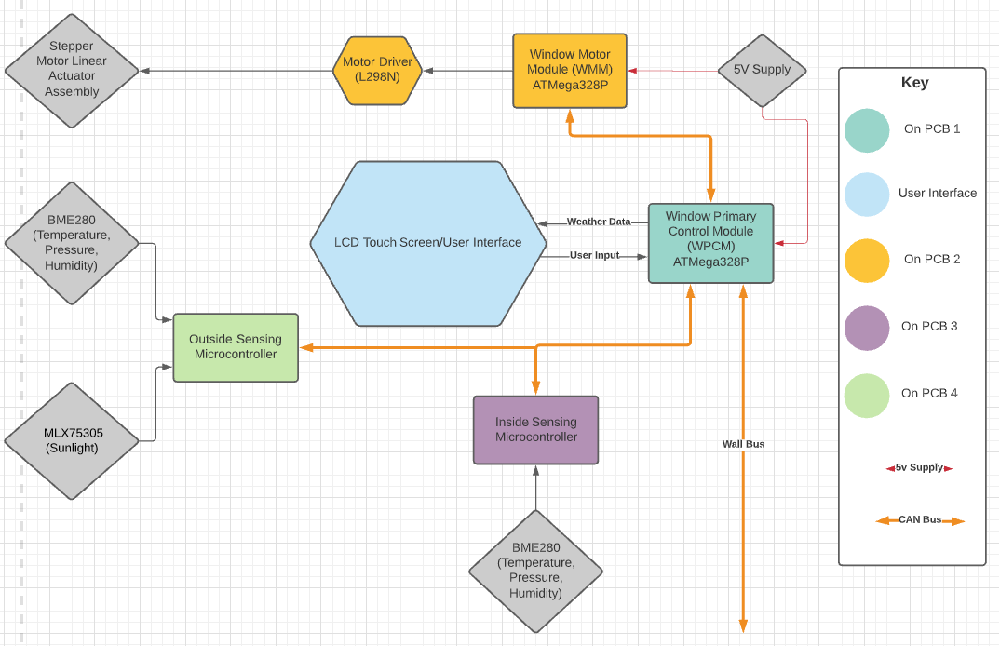 Stepper
Motor Linear
Actuator
Assembly
Motor Driver
(L298N)
Window Motor
Module (WMM)
ATMega328P
5V Supply
Key
On PCB 1
User Interface
On PCB 2
On PCB 3
On PCB 4
5v Supply
CAN Bus
BME280
(Temperature,
Pressure,
Humidity)
LCD Touch Screen/User Interface
Weather Data
User Input
Window Primary
Control Module
(WPCM)
ATMega328P
Outside Sensing
Microcontroller
MLX75305
(Sunlight)
Inside Sensing
Microcontroller
Wall Bus
BME280
(Temperature,
Pressure,
Humidity)